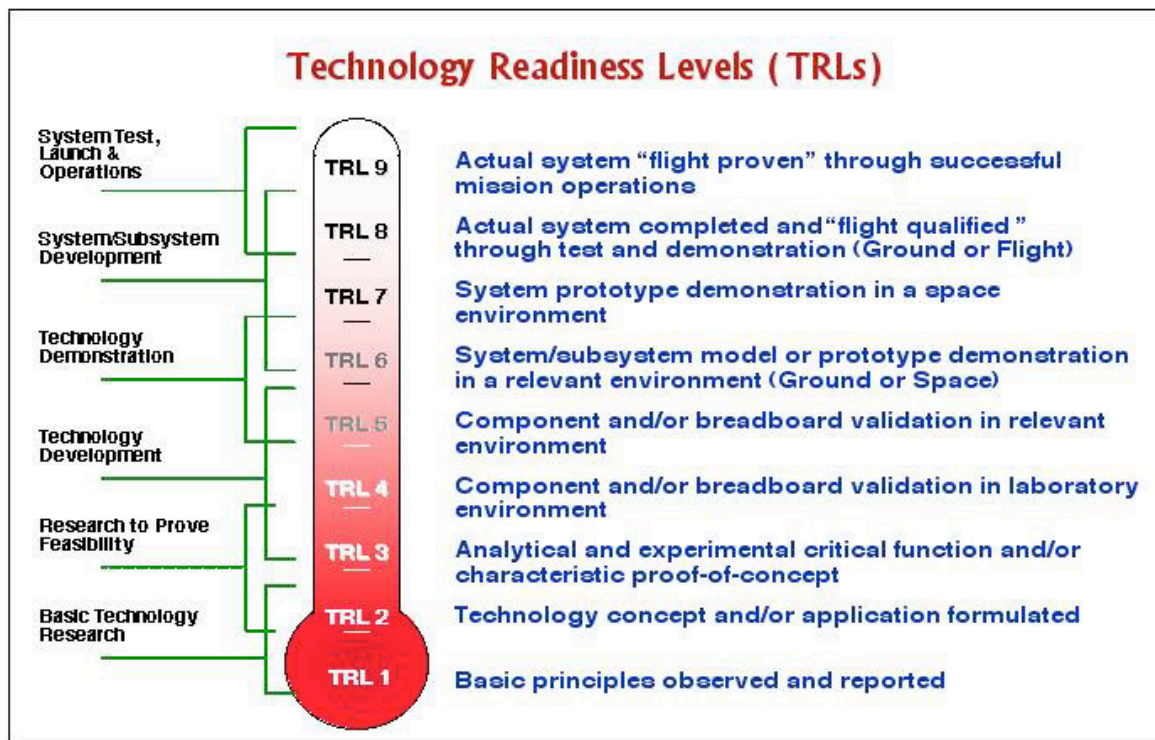 Technology Readiness Levels (TRLs)
System Test,
Launch &
Operations
System/Subsystem
Development
Technology
Demonstration
Technology
Development
Research to Prove
Feasibility
Basic Technology
Research
TRL 9
Actual system “flight proven” through successful
mission operations
TRL 8
Actual system completed and “flight qualified”
through test and demonstration (Ground or Flight)
TRL 7
System prototype demonstration in a space
environment
TRL 6
System/subsystem model or prototype demonstration
in a relevant environment (Ground or Space)
TRL 5
Component and/or breadboard validation in relevant
environment
TRL 4
Component and/or breadboard validation in laboratory
environment
TRL 3
Analytical and experimental critical function and/or
characteristic proof-of-concept
TRL 2
Technology concept and/or application formulated
TRL 1
Basic principles observed and reported